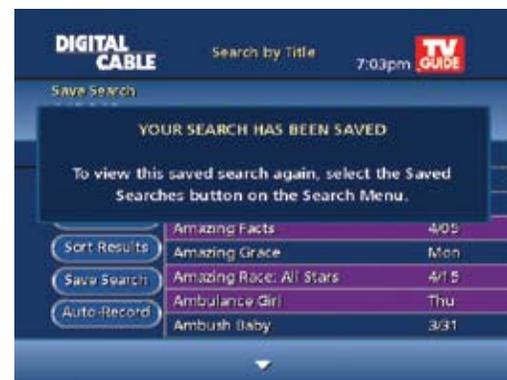 DIGITAL
CABLE
Search by Title
7:03pm
TV
GUIDE
Save Search
YOUR SEARCH HAS BEEN SAVED
To view this saved search again, select the Saved
Searches button on the Search Menu.
Amazing Facts 4/05
Sort Results
Amazing Grace Mon
Save Search
Amazing Race: All Stars 4/15
Ambulance Girl Thu
Auto-Record
Ambush Baby 3/31